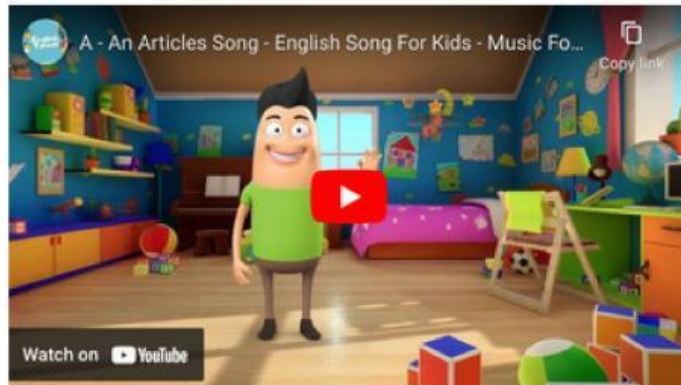 A - An Articles Song - English Song For Kids - Music Fo...
Copy link
Watch on YouTube